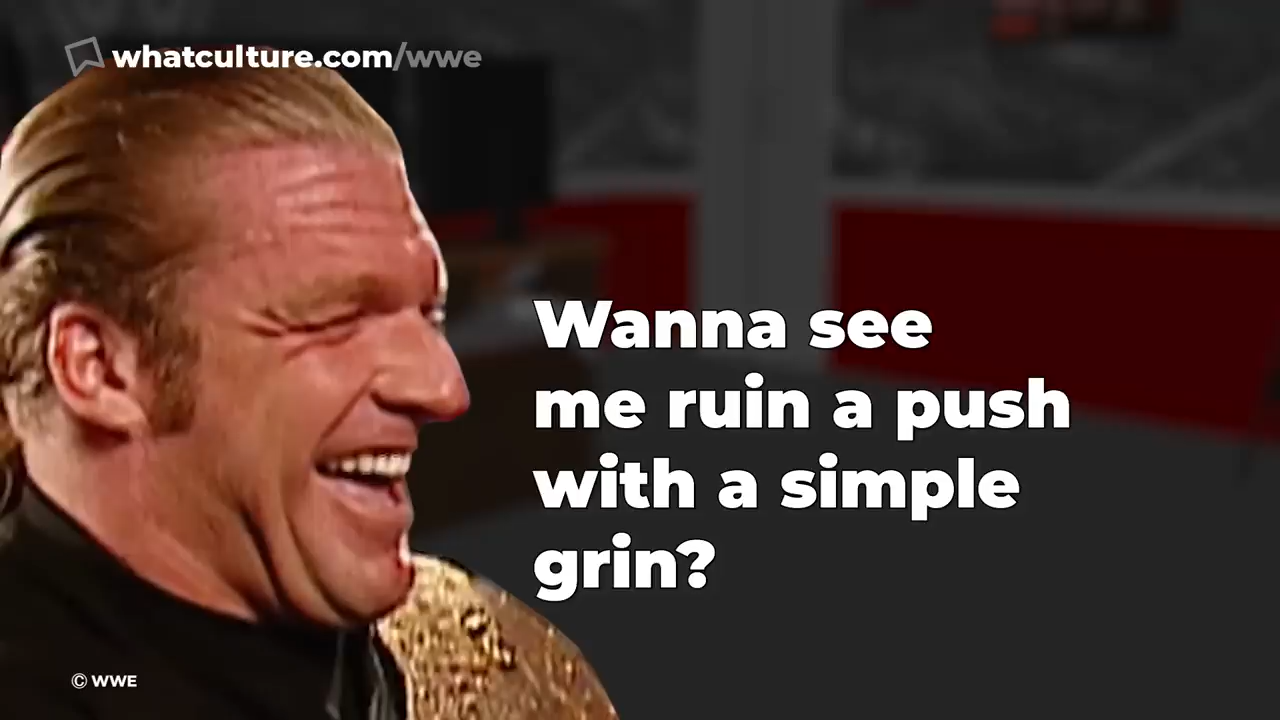 whatculture.com/wwe
Wanna see
me ruin a push
with a simple
grin?
© WWE